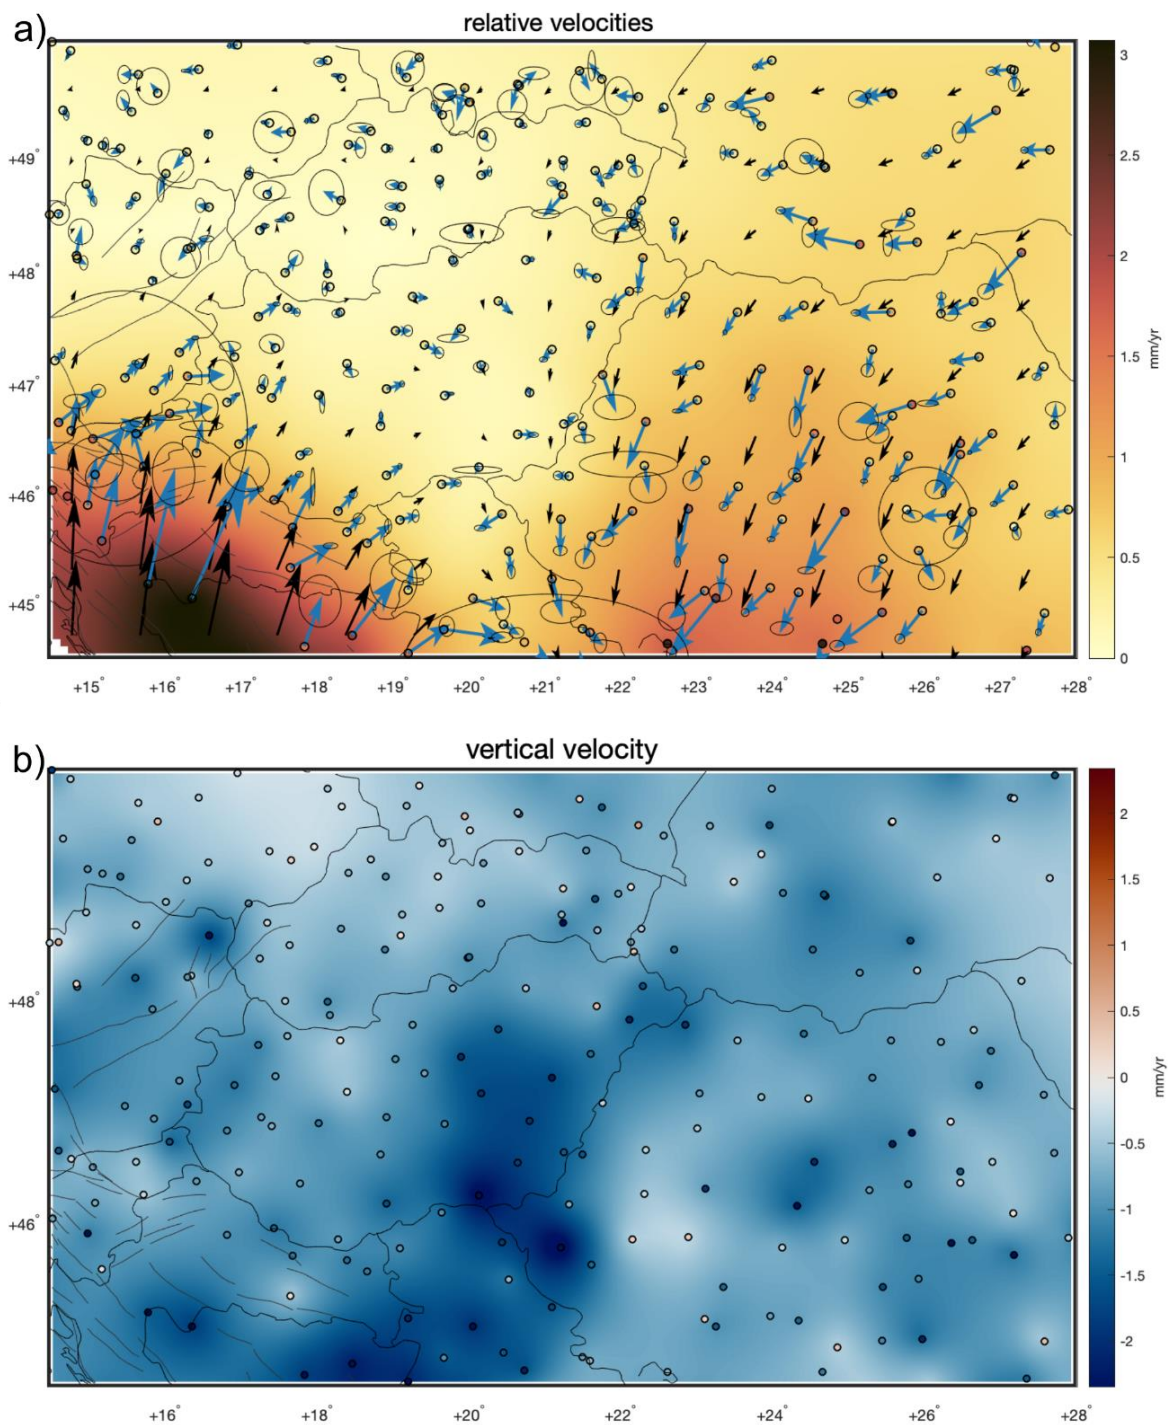 a)
relative velocities
3
2.5
2
1.5
1
0.5
0
mm/yr
+49°
+48°
+47°
+46°
+45°
+15° +16° +17° +18° +19° +20° +21° +22° +23° +24° +25° +26° +27° +28°
b)
vertical velocity
2
1.5
1
0.5
0
-0.5
-1
-1.5
-2
mm/yr
+48°
+46°
+16° +18° +20° +22° +24° +26° +28°